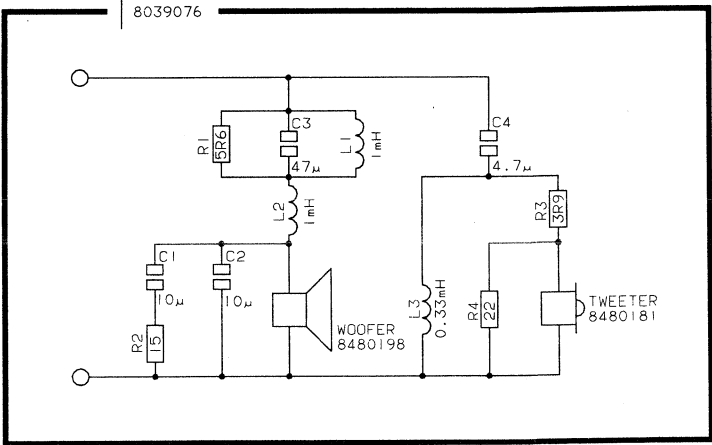 8039076
R1
5R6
C3
47µ
L1
1mH
C4
4.7µ
L2
1mH
R3
3R9
C1
10µ
C2
10µ
R2
15
WOOFER
8480198
L3
0.33mH
R4
22
TWEETER
8480181